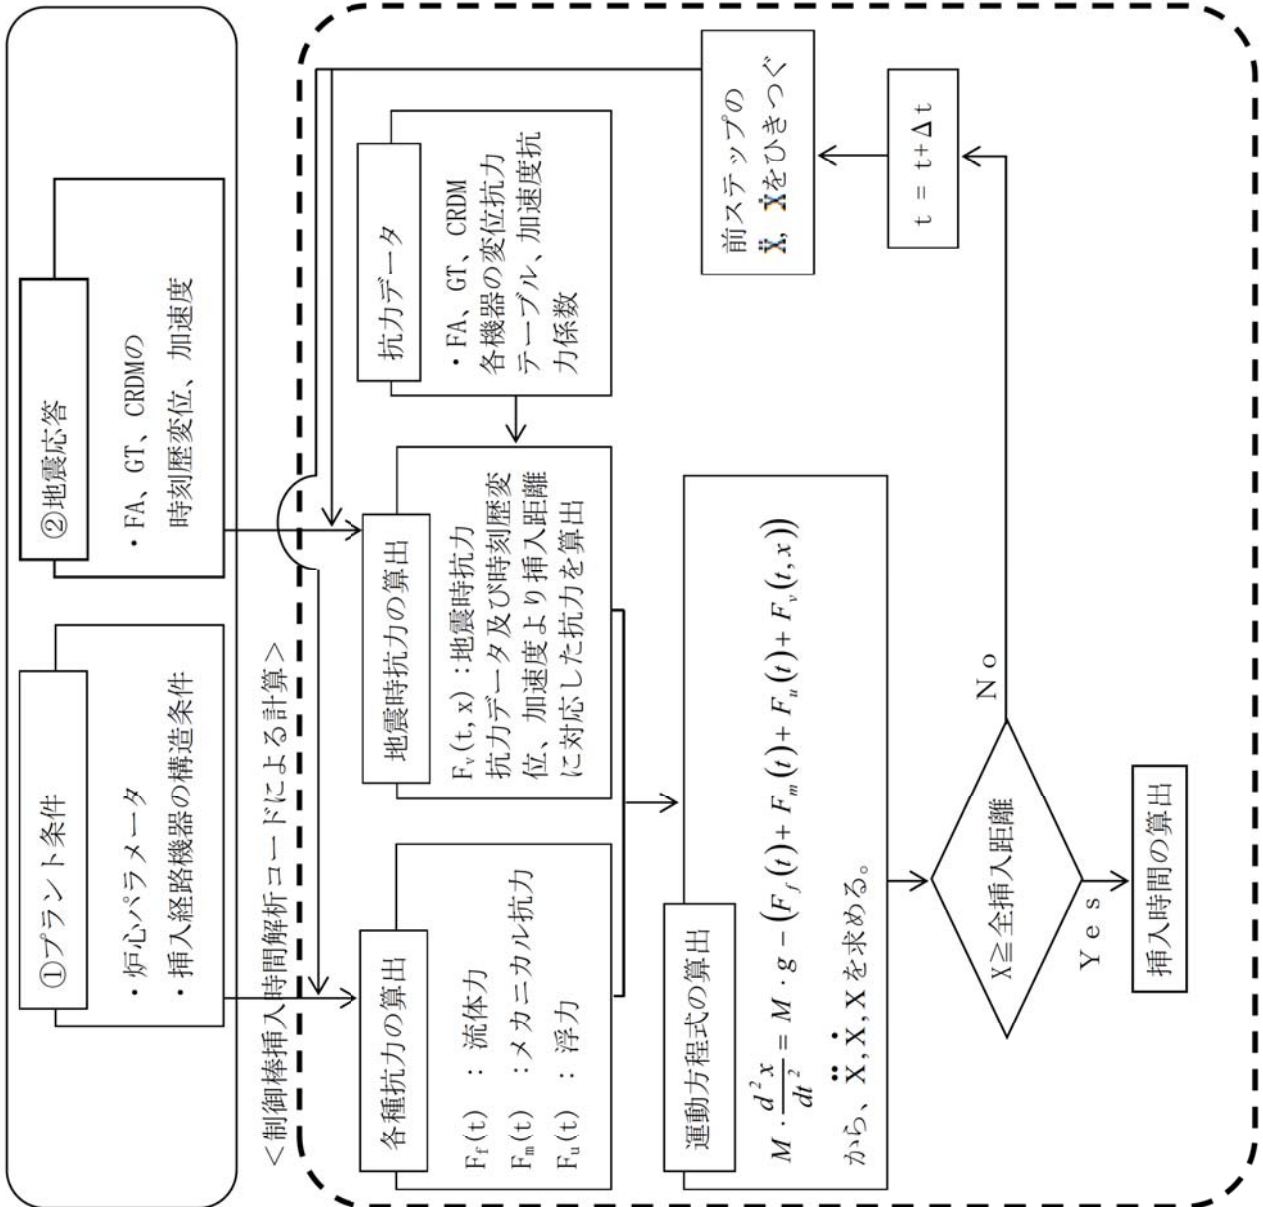 ①プラント条件
・炉心パラメータ
・挿入経路機器の構造条件
②地震応答
・FA、GT、CRDMの
時刻歴変位、加速度
＜制御棒挿入時間解析コードによる計算＞
各種抗力の算出
F_f(t) ：流体力
F_m(t) ：メカニカル抗力
F_u(t) ：浮力
地震時抗力の算出
F_v(t,x)：地震時抗力
抗力データ及び時刻歴変
位、加速度より挿入距離
に対応した抗力を算出
抗力データ
・FA、GT、CRDM
各機器の変位抗力
テーブル、加速度抗
力係数
運動方程式の算出
M・d²x/dt² = M・g − (F_f(t) + F_m(t) + F_u(t) + F_v(t,x))
から、Ẍ,Ẋ,Xを求める。
前ステップの
Ẍ, Ẋをひきつぐ
t = t+Δt
X≧全挿入距離
No
Yes
挿入時間の算出